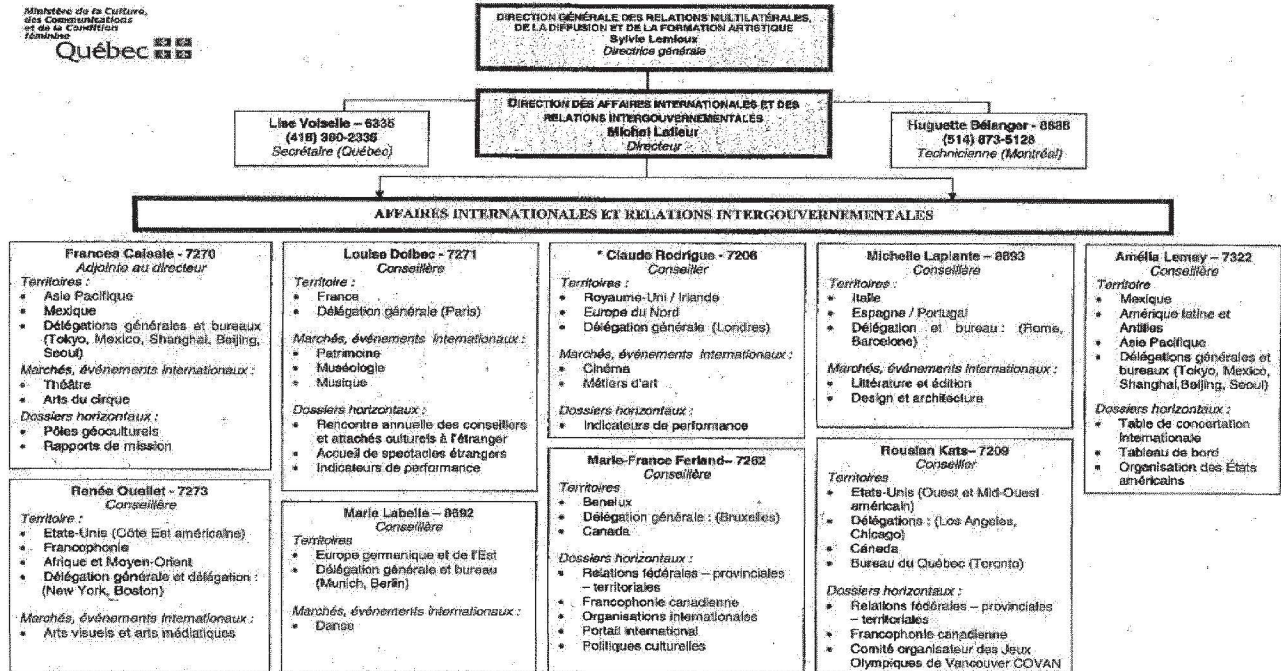 Ministère de la Culture,
des Communications
et de la Condition
féminine
Québec
DIRECTION GÉNÉRALE DES RELATIONS MULTILATÉRALES,
DE LA DIFFUSION ET DE LA FORMATION ARTISTIQUE
Sylvie Lemieux
Directrice générale
Lise Voiselle – 6335
(418) 380-2335
Secrétaire (Québec)
DIRECTION DES AFFAIRES INTERNATIONALES ET DES
RELATIONS INTERGOUVERNEMENTALES
Michel Lafleur
Directeur
Huguette Bélanger - 8686
(514) 873-5128
Technicienne (Montréal)
AFFAIRES INTERNATIONALES ET RELATIONS INTERGOUVERNEMENTALES
Frances - 7270
Adjointe au directeur
Territoires :
• Asie Pacifique
• Mexique
• Délégations générales et bureaux
(Tokyo, Mexico, Shanghai, Beijing,
Seoul)
Marchés, événements internationaux :
• Théâtre
• Arts du cirque
Dossiers horizontaux :
• Pôles géoculturels
• Rapports de mission
Louise Dolbec - 7271
Conseillère
Territoire :
• France
• Délégation générale (Paris)
Marchés, événements internationaux :
• Patrimoine
• Muséologie
• Musique
Dossiers horizontaux :
• Rencontre annuelle des conseillers
et attachés culturels à l'étranger
• Accueil de spectacles étrangers
• Indicateurs de performance
* Claude Rodrigue - 7206
Conseiller
Territoires :
• Royaume-Uni / Irlande
• Europe du Nord
• Délégation générale (Londres)
Marchés, événements internationaux :
• Cinéma
• Métiers d'art
Dossiers horizontaux :
• Indicateurs de performance
Michelle Laplante – 8693
Conseillère
Territoires :
• Italie
• Espagne / Portugal
• Délégation et bureau : (Rome,
Barcelone)
Marchés, événements internationaux :
• Littérature et édition
• Design et architecture
Amélia Lemay – 7322
Conseillère
Territoire
• Mexique
• Amérique latine et
Antilles
• Asie Pacifique
• Délégations générales et
bureaux (Tokyo, Mexico,
Shanghai,Beijing, Seoul)
Dossiers horizontaux :
• Table de concertation
Internationale
• Tableau de bord
• Organisation des États
américains
Renée Ouellet - 7273
Conseillère
Territoire :
• Etats-Unis (Côte Est américaine)
• Francophonie
• Afrique et Moyen-Orient
• Délégation générale et délégation :
(New York, Boston)
Marchés, événements internationaux :
• Arts visuels et arts médiatiques
Marie Labelle – 8692
Conseillère
Territoires
• Europe germanique et de l'Est
• Délégation générale et bureau
(Munich, Berlin)
Marchés, événements internationaux :
• Danse
Marie-France Ferland– 7262
Conseillère
Territoires
• Benelux
• Délégation générale : (Bruxelles)
• Canada
Dossiers horizontaux :
• Relations fédérales – provinciales
– territoriales
• Francophonie canadienne
• Organisations internationales
• Portail international
• Politiques culturelles
Rouslan Kats– 7209
Conseiller
Territoires
• Etats-Unis (Ouest et Mid-Ouest
américain)
• Délégations : (Los Angeles,
Chicago)
• Canada
• Bureau du Québec (Toronto)
Dossiers horizontaux :
• Relations fédérales – provinciales
– territoriales
• Francophonie canadienne
• Comité organisateur des Jeux
Olympiques de Vancouver COVAN